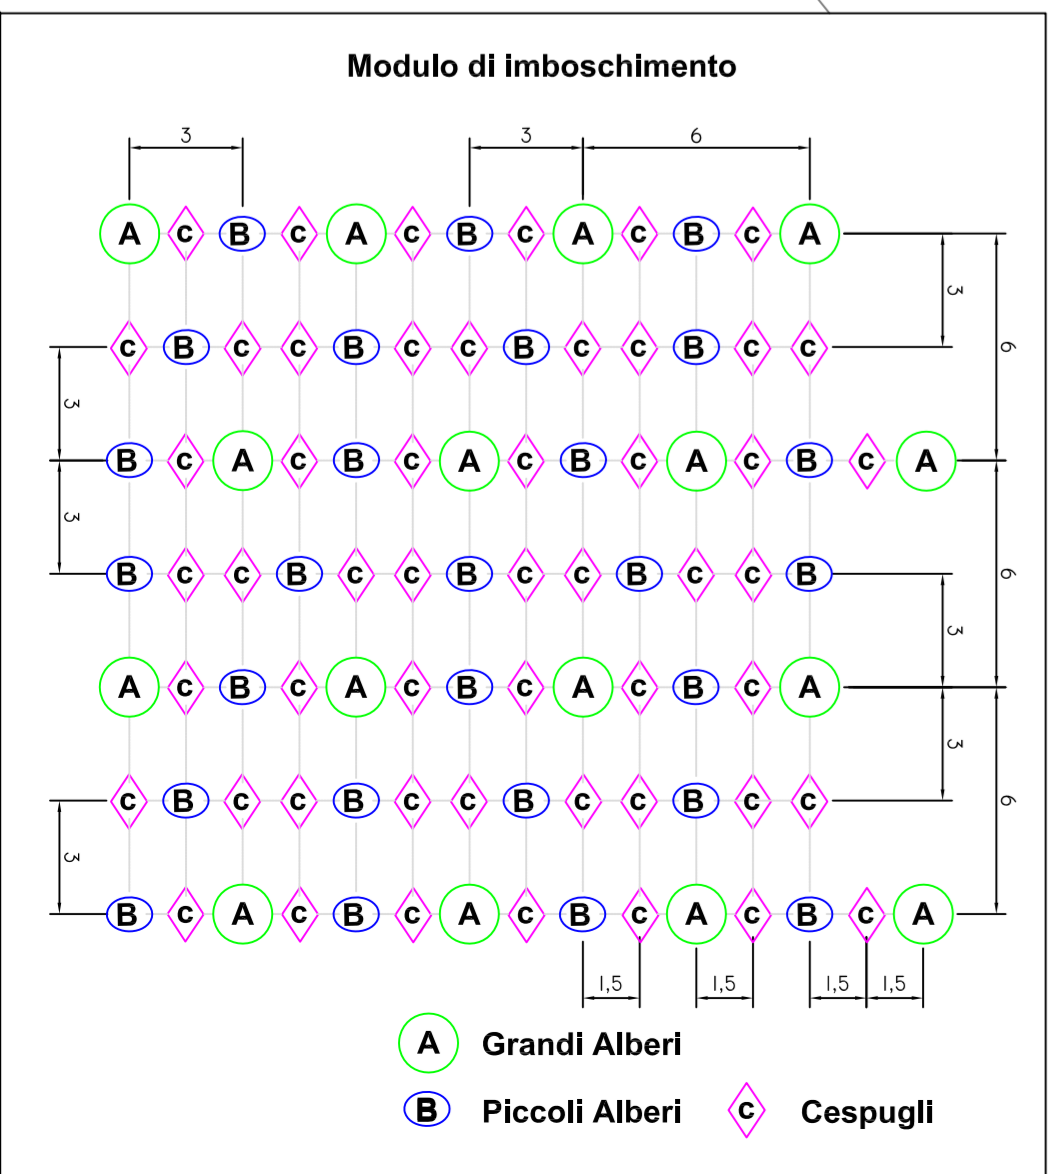 Modulo di imboschimento
3 3 6
A c B c A c B c A c B c A
3
c B c c B c c B c c B c c
6
3
B c A c B c A c B c A c B c A
3
B c c B c c B c c B c c B
6
3
A c B c A c B c A c B c A
3
c B c c B c c B c c B c c
6
3
B c A c B c A c B c A c B c A
1,5 1,5 1,5 1,5
A Grandi Alberi
B Piccoli Alberi c Cespugli